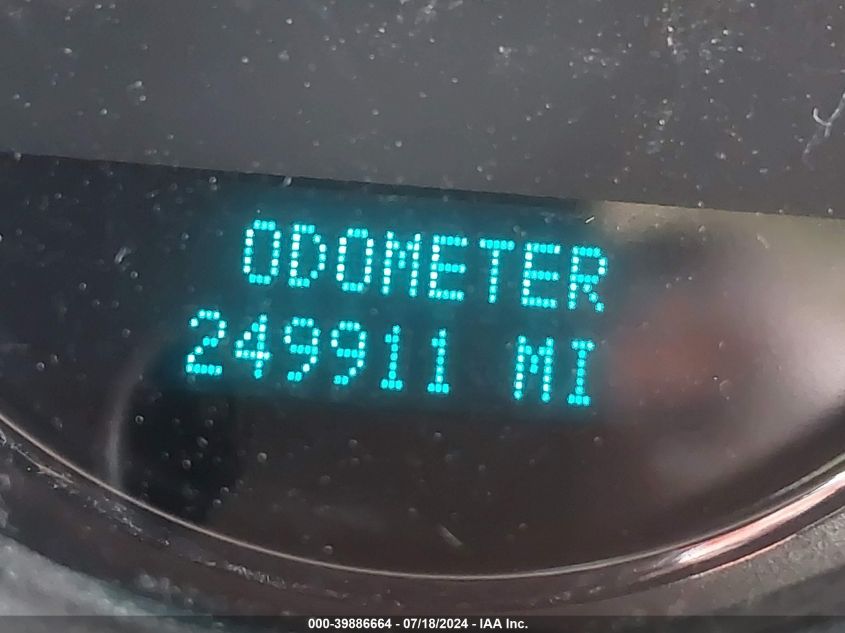 ODOMETER
249911 MI
000-39886664 - 07/18/2024 - IAA Inc.